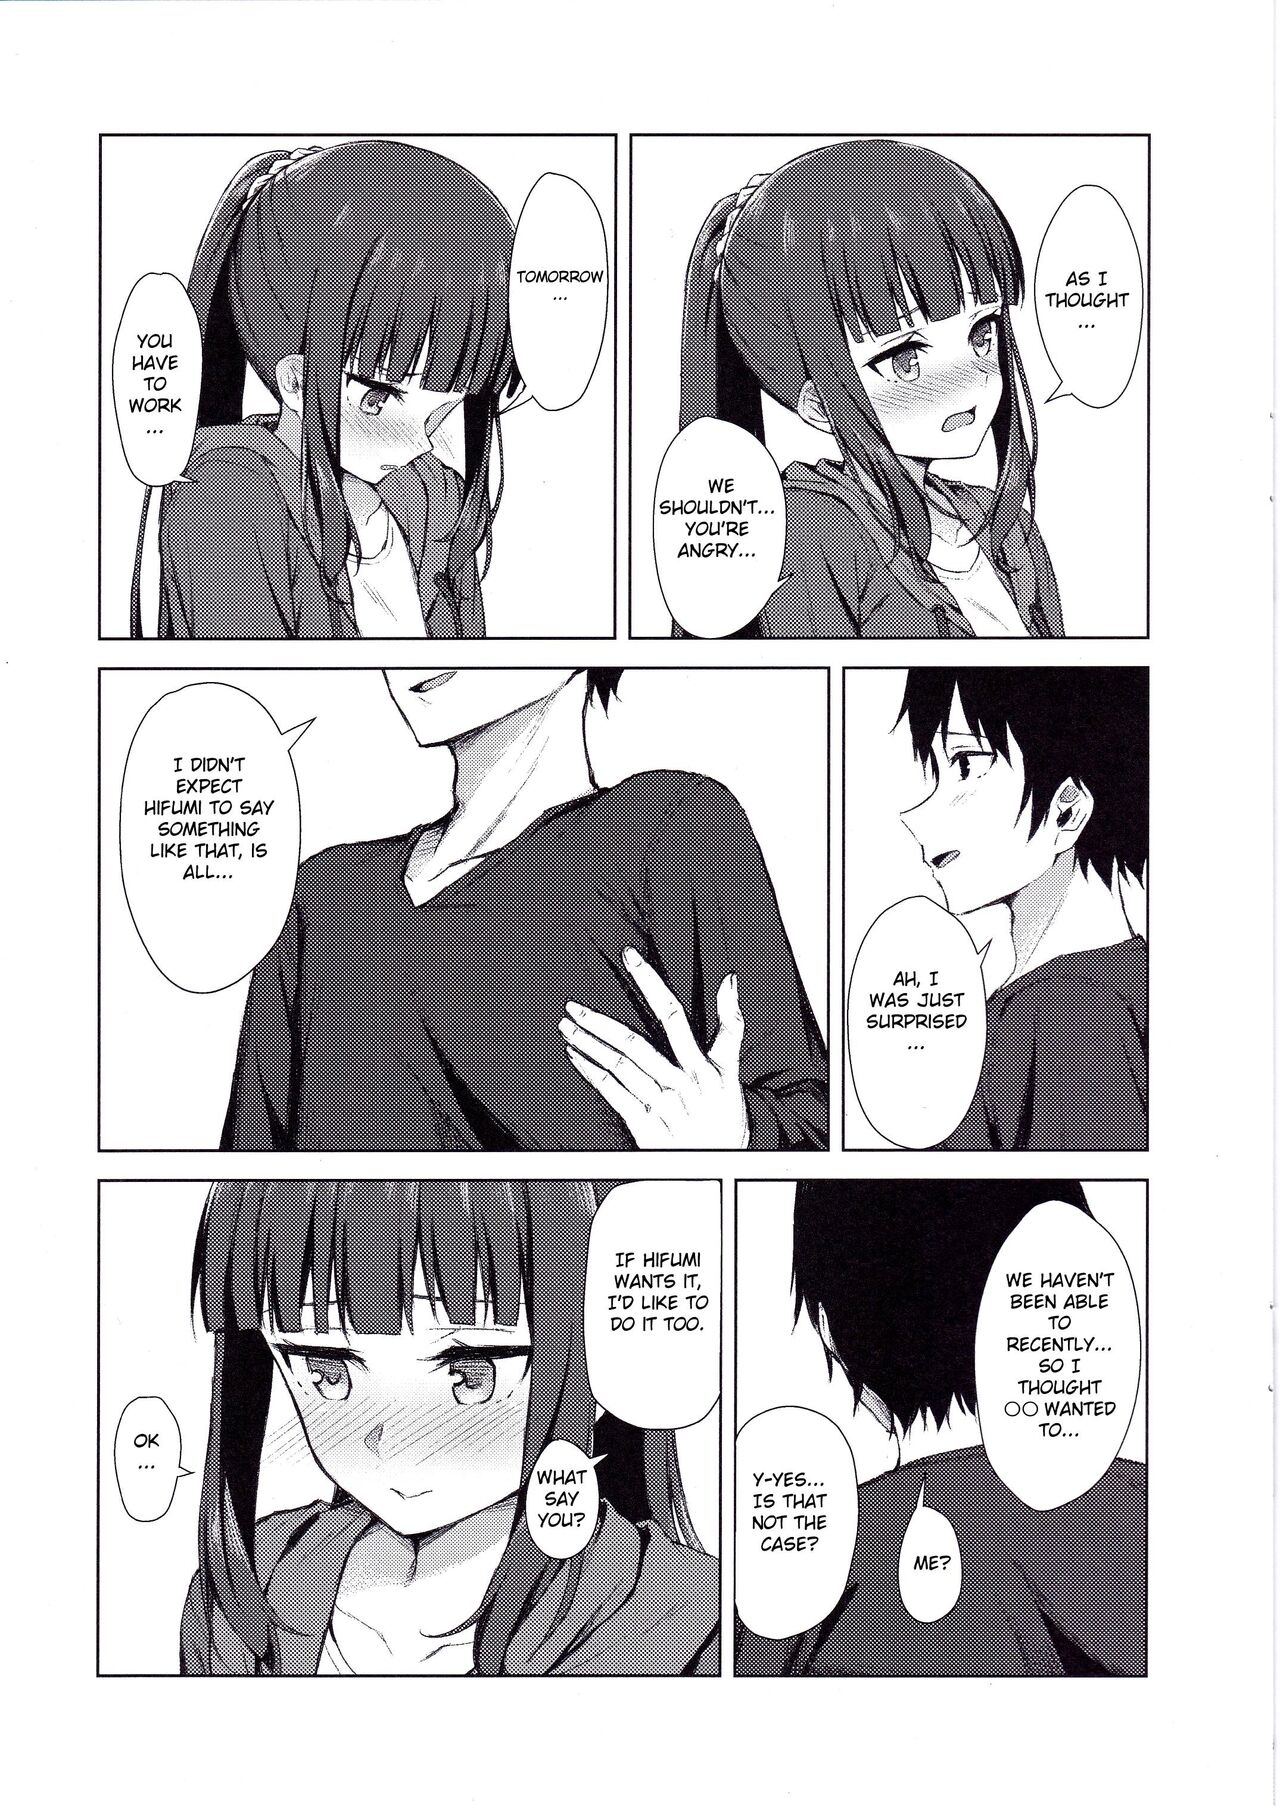 AS I
THOUGHT
...
WE
SHOULDN'T...
YOU'RE
ANGRY...
TOMORROW
...
YOU
HAVE
TO
WORK
...
AH, I
WAS JUST
SURPRISED
...
I DIDN'T
EXPECT
HIFUMI TO SAY
SOMETHING
LIKE THAT, IS
ALL...
WE HAVEN'T
BEEN ABLE
TO
RECENTLY...
SO I
THOUGHT
○○ WANTED
TO...
ME?
Y-YES...
IS THAT
NOT THE
CASE?
IF HIFUMI
WANTS IT,
I'D LIKE TO
DO IT TOO.
WHAT
SAY
YOU?
OK
...